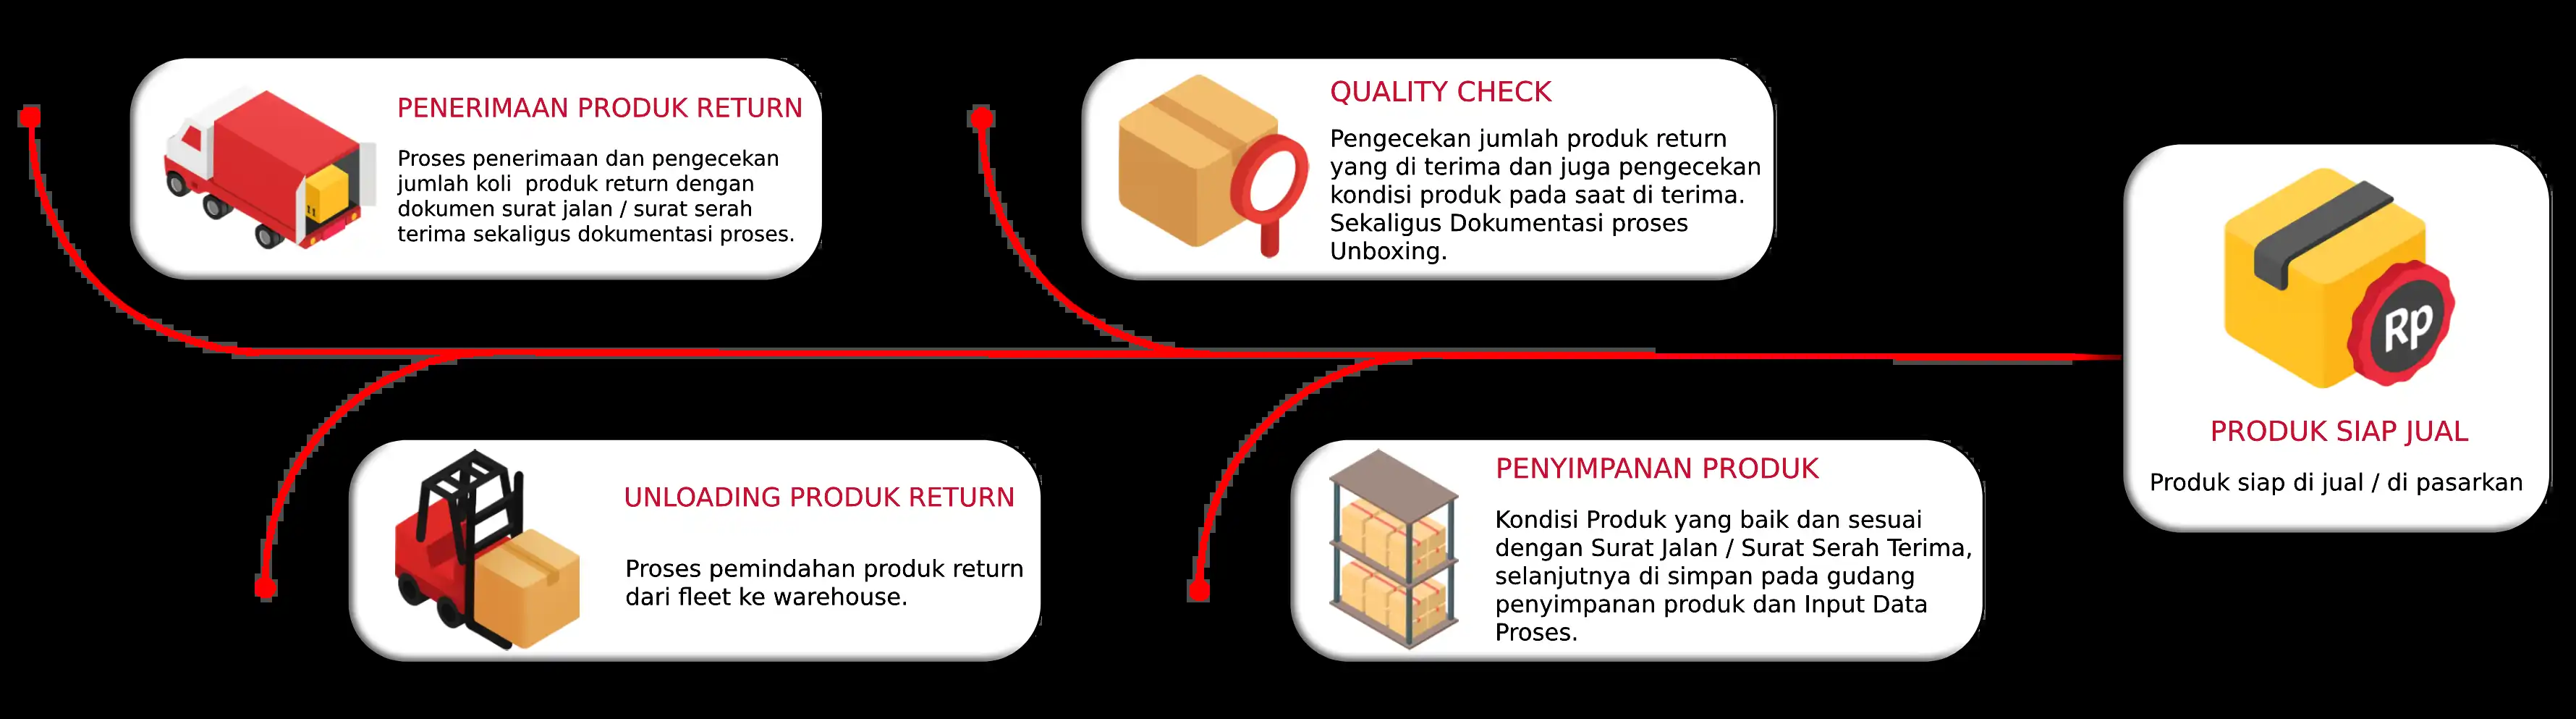 PENERIMAAN PRODUK RETURN
Proses penerimaan dan pengecekan
jumlah koli  produk return dengan
dokumen surat jalan / surat serah
terima sekaligus dokumentasi proses.
UNLOADING PRODUK RETURN
Proses pemindahan produk return
dari fleet ke warehouse.
QUALITY CHECK
Pengecekan jumlah produk return
yang di terima dan juga pengecekan
kondisi produk pada saat di terima.
Sekaligus Dokumentasi proses
Unboxing.
PENYIMPANAN PRODUK
Kondisi Produk yang baik dan sesuai
dengan Surat Jalan / Surat Serah Terima,
selanjutnya di simpan pada gudang
penyimpanan produk dan Input Data
Proses.
Rp
PRODUK SIAP JUAL
Produk siap di jual / di pasarkan